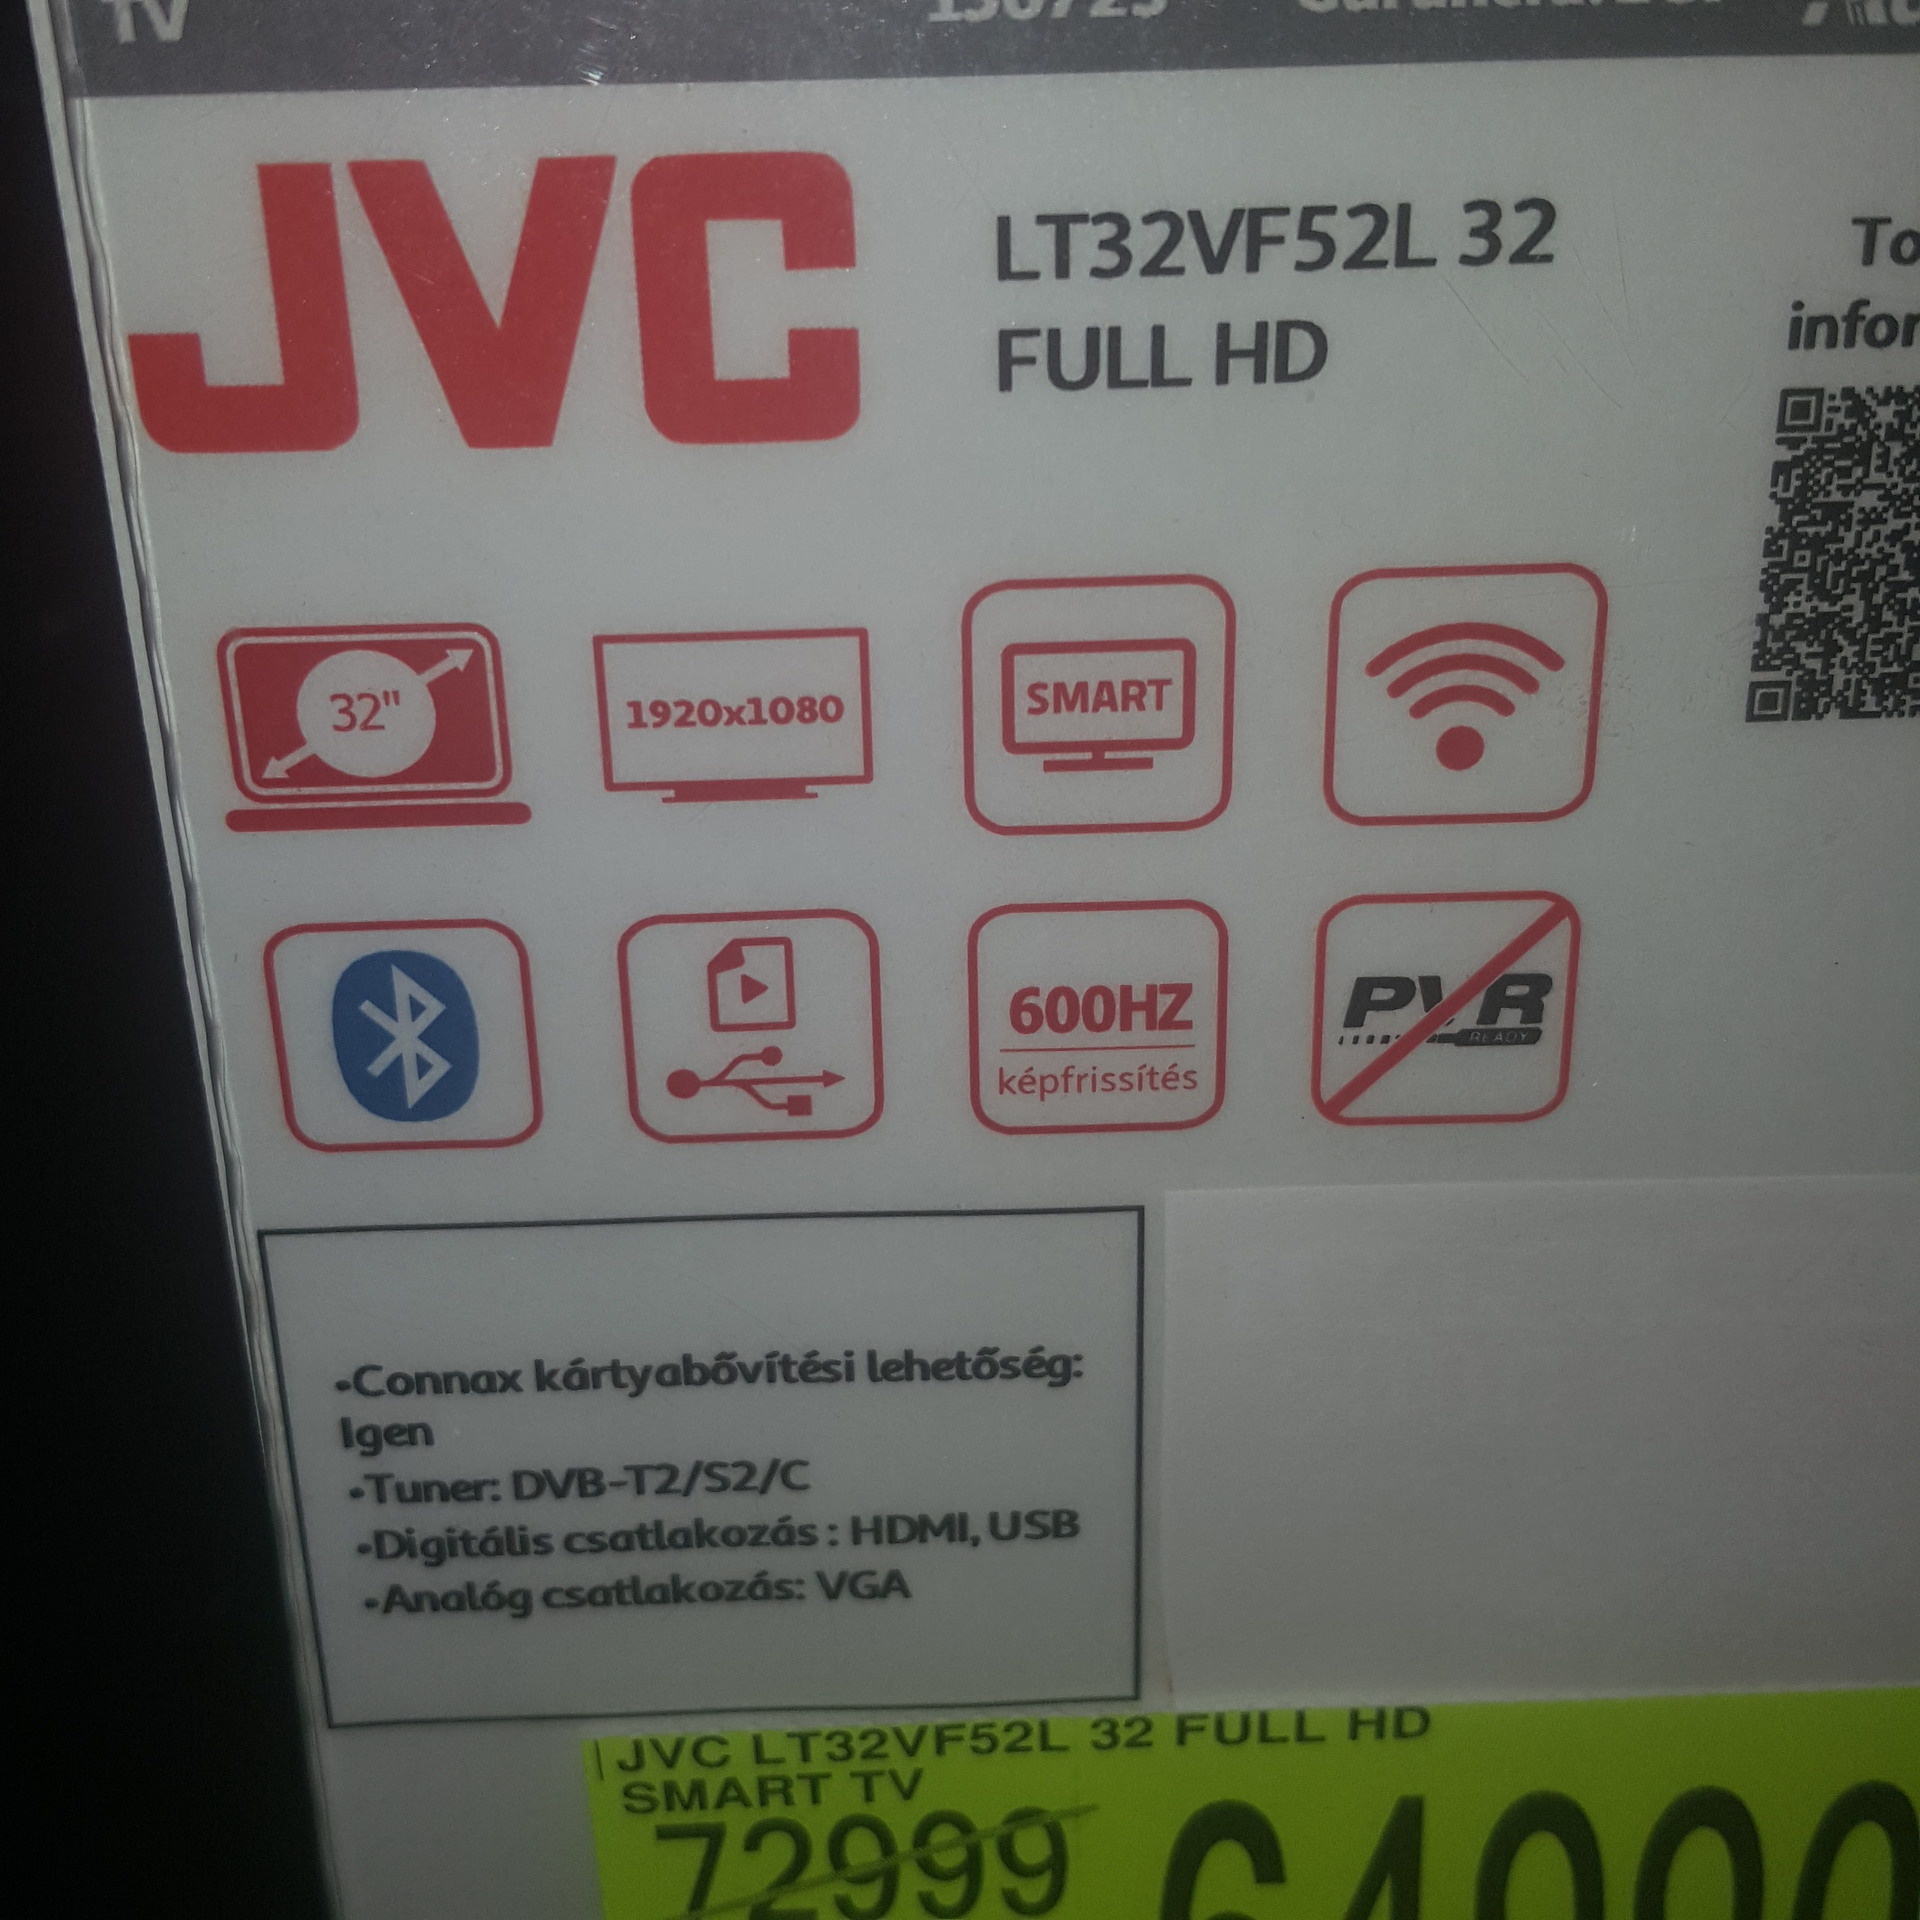 TV
JVC
LT32VF52L 32
FULL HD
32"
1920x1080
SMART
600HZ
képfrissítés
PVR
READY
•Connax kártyabővítési lehetőség:
Igen
•Tuner: DVB-T2/S2/C
•Digitális csatlakozás : HDMI, USB
•Analóg csatlakozás: VGA
JVC LT32VF52L 32 FULL HD
SMART TV
72999